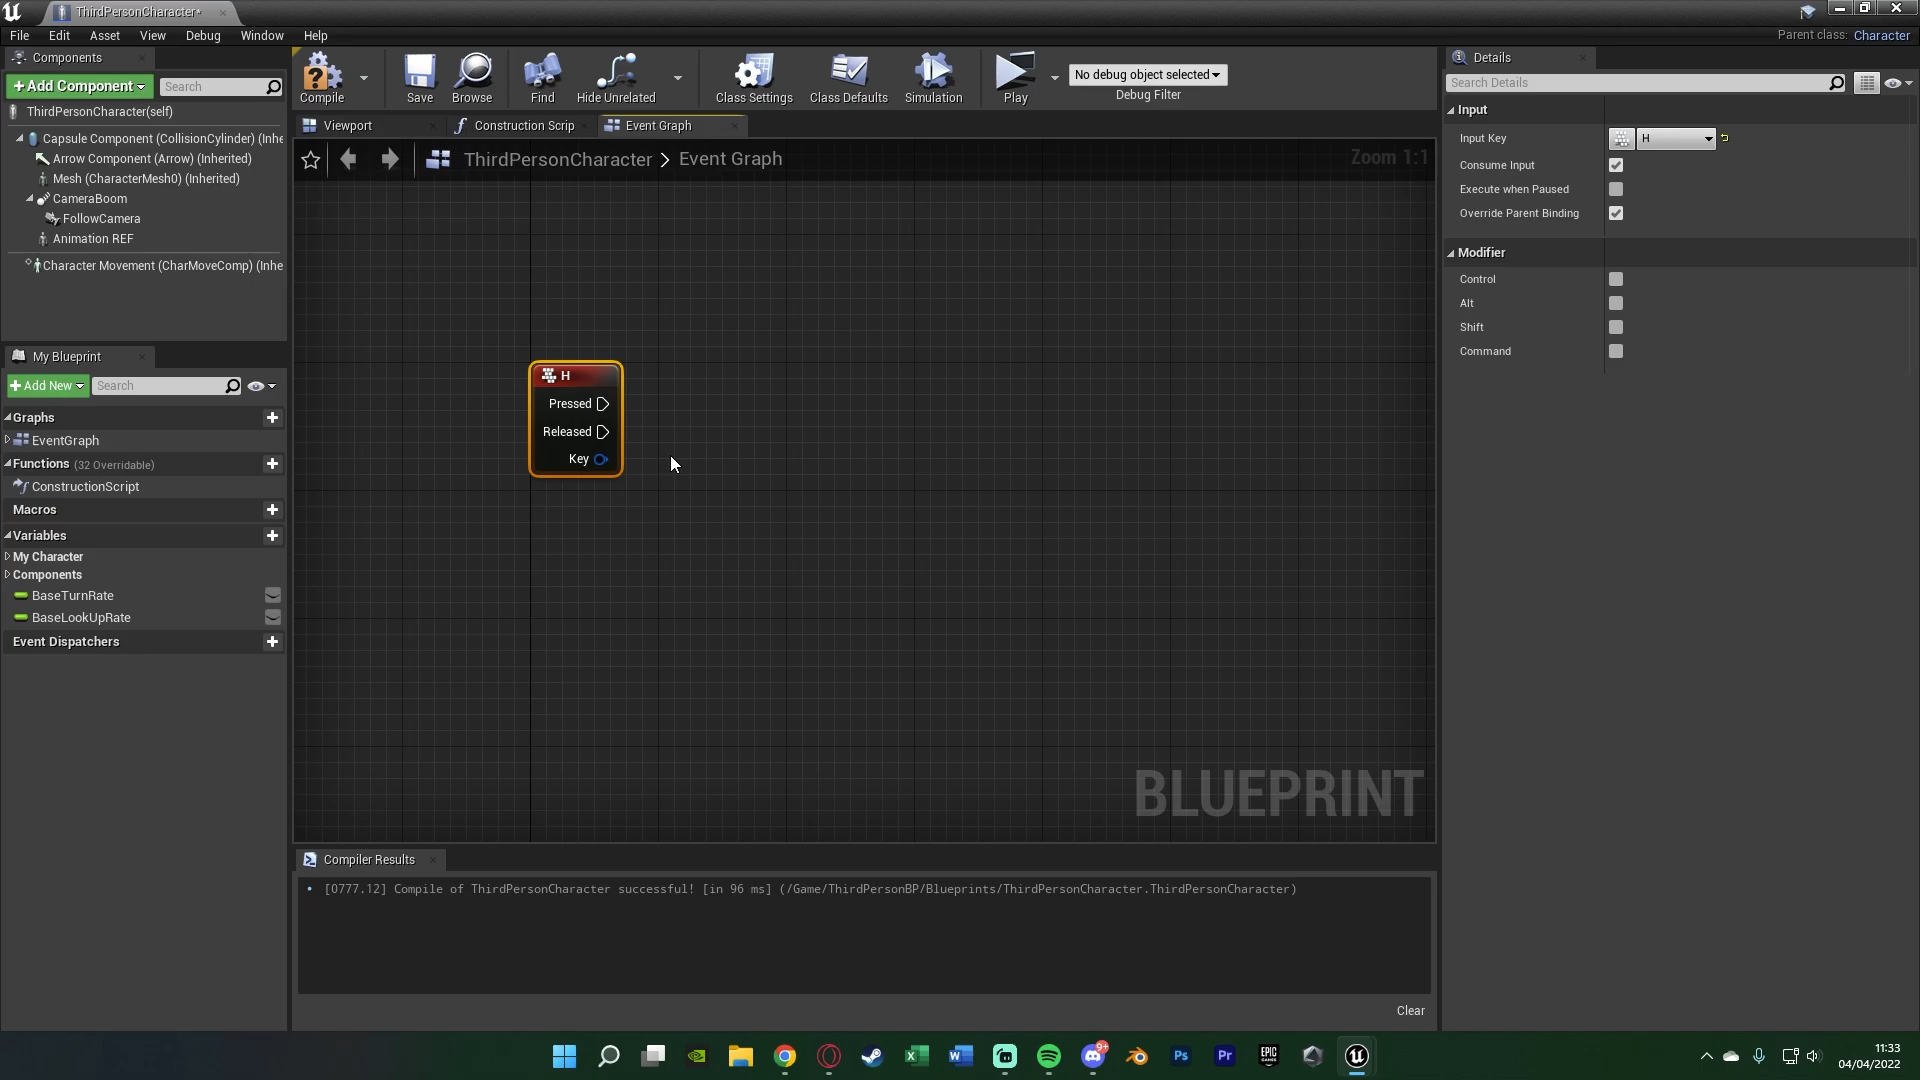 ThirdPersonCharacter*
File Edit Asset View Debug Window Help
Parent class: Character
Components
+Add Component
Search
ThirdPersonCharacter(self)
Capsule Component (CollisionCylinder) (Inhe
Arrow Component (Arrow) (Inherited)
Mesh (CharacterMesh0) (Inherited)
CameraBoom
FollowCamera
Animation REF
Character Movement (CharMoveComp) (Inhe
My Blueprint
+Add New
Search
Graphs
EventGraph
Functions (32 Overridable)
ConstructionScript
Macros
Variables
My Character
Components
BaseTurnRate
BaseLookUpRate
Event Dispatchers
Compile
Save
Browse
Find
Hide Unrelated
Class Settings
Class Defaults
Simulation
Play
No debug object selected
Debug Filter
Viewport
Construction Scrip
Event Graph
ThirdPersonCharacter > Event Graph
Zoom 1:1
H
Pressed
Released
Key
BLUEPRINT
Compiler Results
• [0777.12] Compile of ThirdPersonCharacter successful! [in 96 ms] (/Game/ThirdPersonBP/Blueprints/ThirdPersonCharacter.ThirdPersonCharacter)
Clear
Details
Search Details
Input
Input Key H
Consume Input
Execute when Paused
Override Parent Binding
Modifier
Control
Alt
Shift
Command
9+
Ps
Pr
EPIC
GAMES
11:33
04/04/2022